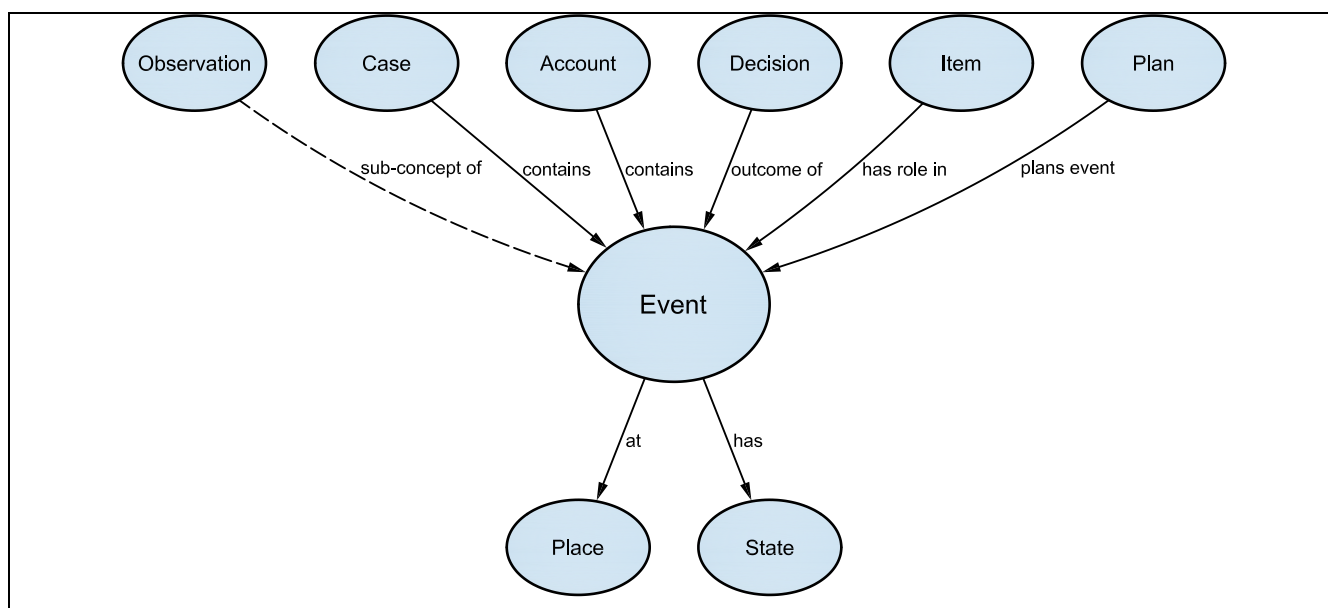 Observation
Case
Account
Decision
Item
Plan
sub-concept of
contains
contains
outcome of
has role in
plans event
Event
at
has
Place
State